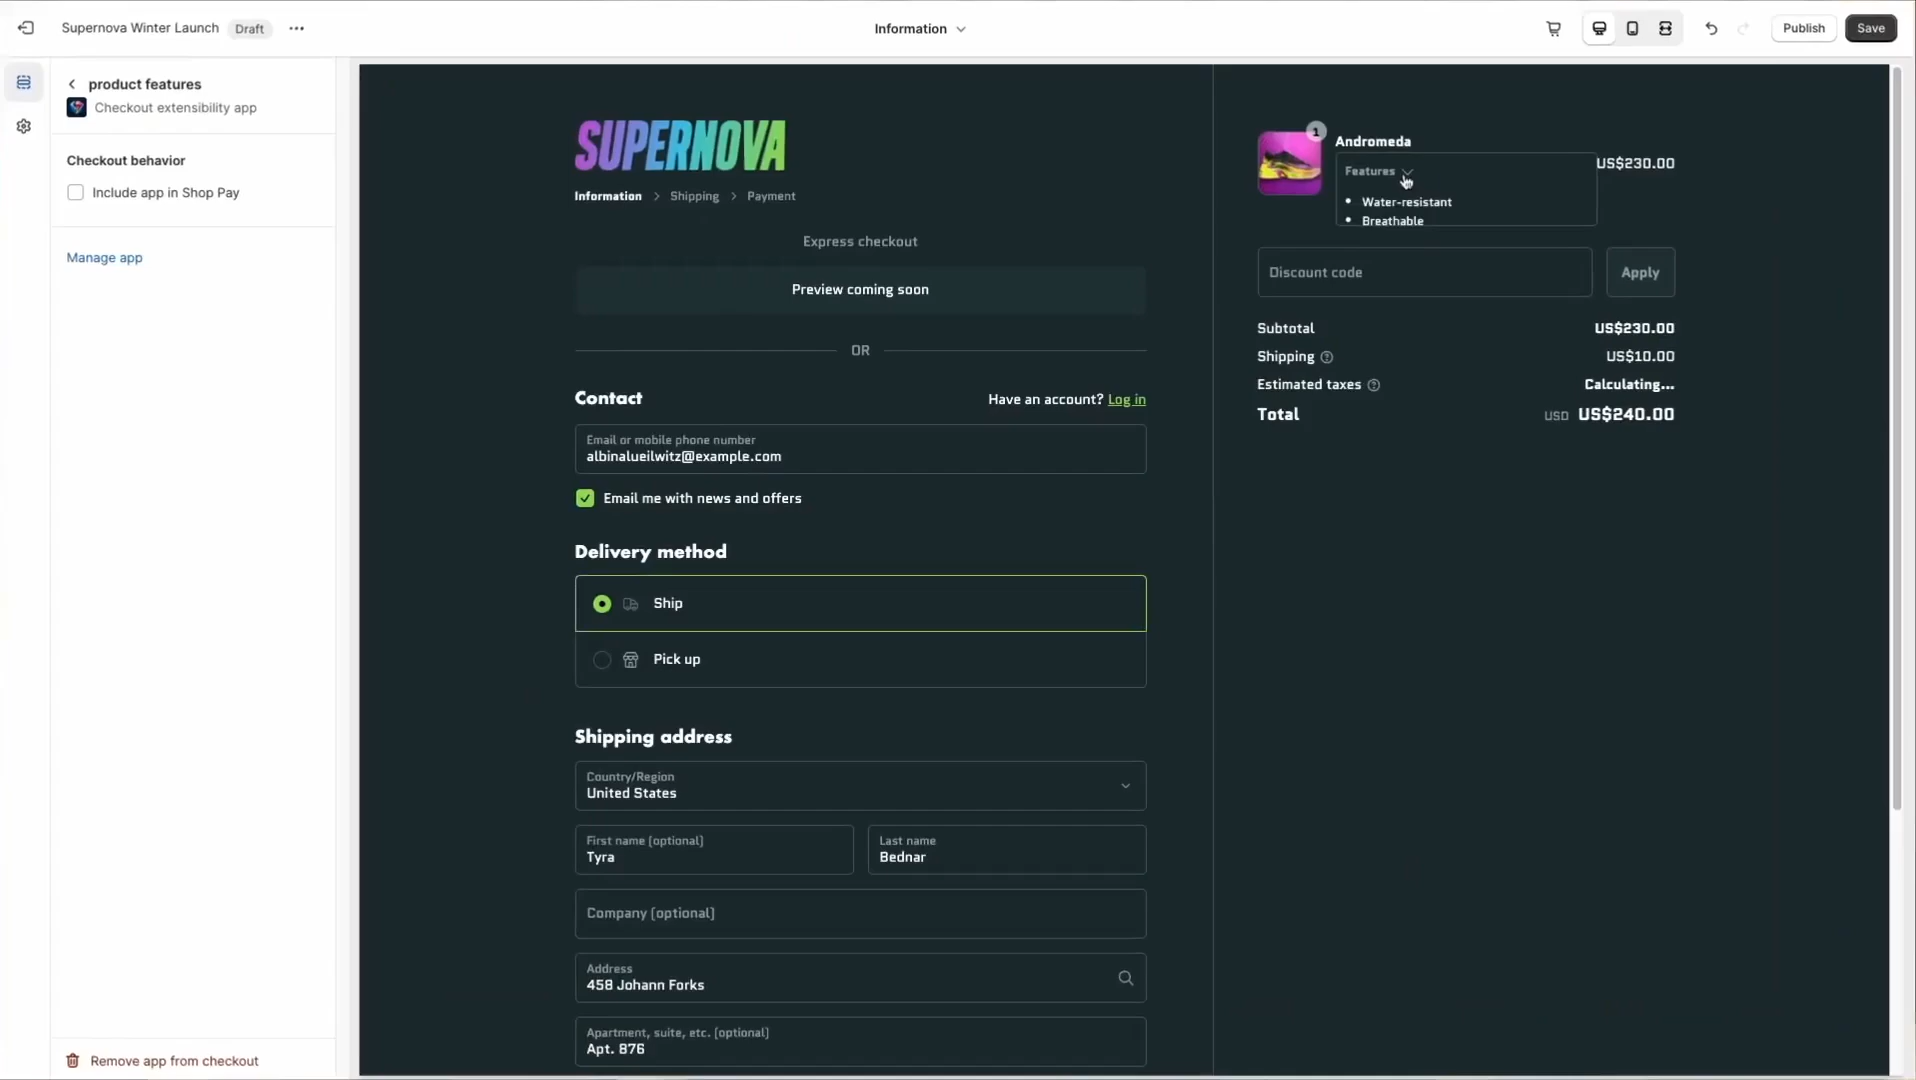 Supernova Winter Launch Draft
Information
Publish Save
product features
Checkout extensibility app
Checkout behavior
Include app in Shop Pay
Manage app
Remove app from checkout
SUPERNOVA
Information Shipping Payment
Express checkout
Preview coming soon
OR
Contact
Have an account? Log in
Email or mobile phone number
albinalueilwitz@example.com
Email me with news and offers
Delivery method
Ship
Pick up
Shipping address
Country/Region
United States
First name (optional)
Tyra
Last name
Bednar
Company (optional)
Address
458 Johann Forks
Apartment, suite, etc. (optional)
Apt. 876
1
Andromeda
US$230.00
Features
• Water-resistant
• Breathable
Discount code
Apply
Subtotal US$230.00
Shipping US$10.00
Estimated taxes Calculating...
Total USD US$240.00